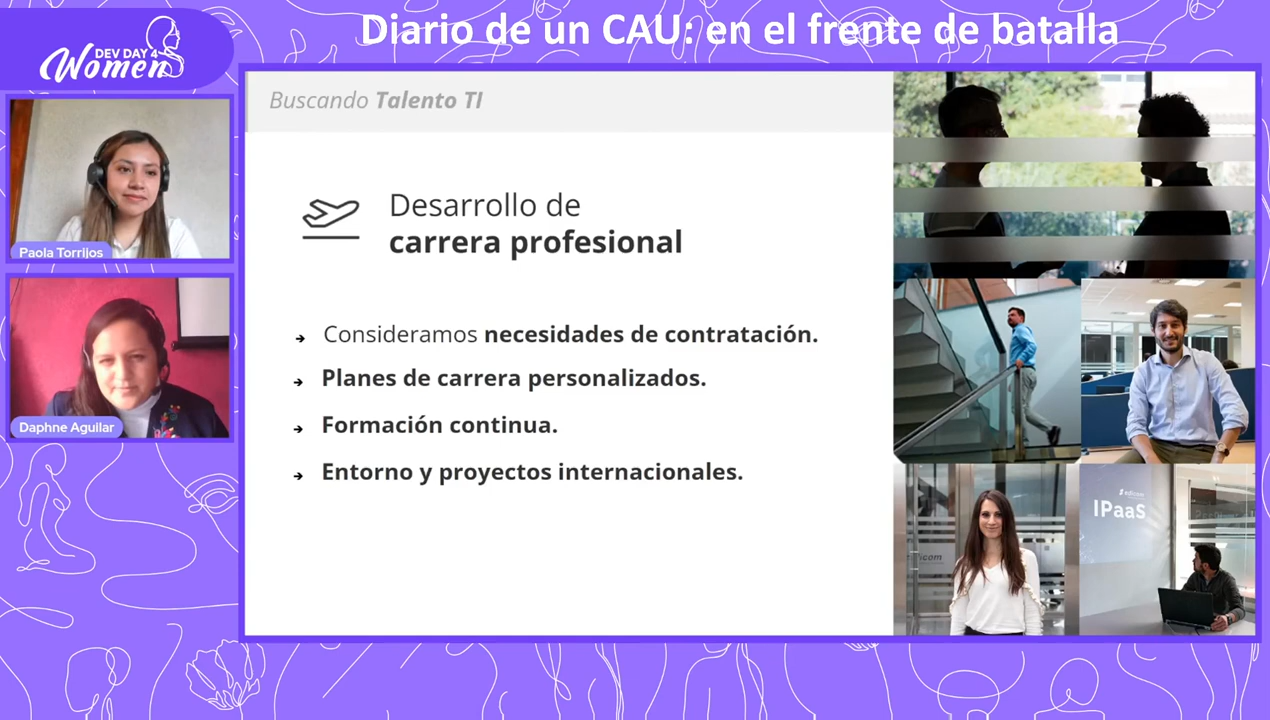 Diario de un CAU: en el frente de batalla
DEV DAY 4
Women
Paola Torrijos
Daphne Aguilar
Buscando Talento TI
Desarrollo de
carrera profesional
➔ Consideramos necesidades de contratación.
➔ Planes de carrera personalizados.
➔ Formación continua.
➔ Entorno y proyectos internacionales.
edicom
edicom
IPaaS